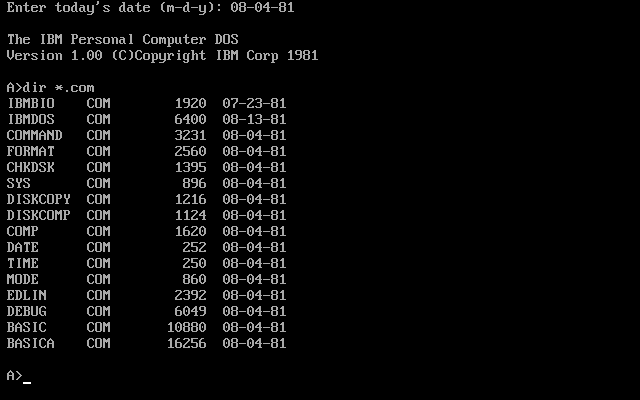 Enter today's date (m-d-y): 08-04-81
The IBM Personal Computer DOS
Version 1.00 (C)Copyright IBM Corp 1981
A>dir *.com
IBMBIO   COM        1920  07-23-81
IBMDOS   COM        6400  08-13-81
COMMAND  COM        3231  08-04-81
FORMAT   COM        2560  08-04-81
CHKDSK   COM        1395  08-04-81
SYS      COM         896  08-04-81
DISKCOPY COM        1216  08-04-81
DISKCOMP COM        1124  08-04-81
COMP     COM        1620  08-04-81
DATE     COM         252  08-04-81
TIME     COM         250  08-04-81
MODE     COM         860  08-04-81
EDLIN    COM        2392  08-04-81
DEBUG    COM        6049  08-04-81
BASIC    COM       10880  08-04-81
BASICA   COM       16256  08-04-81
A>_